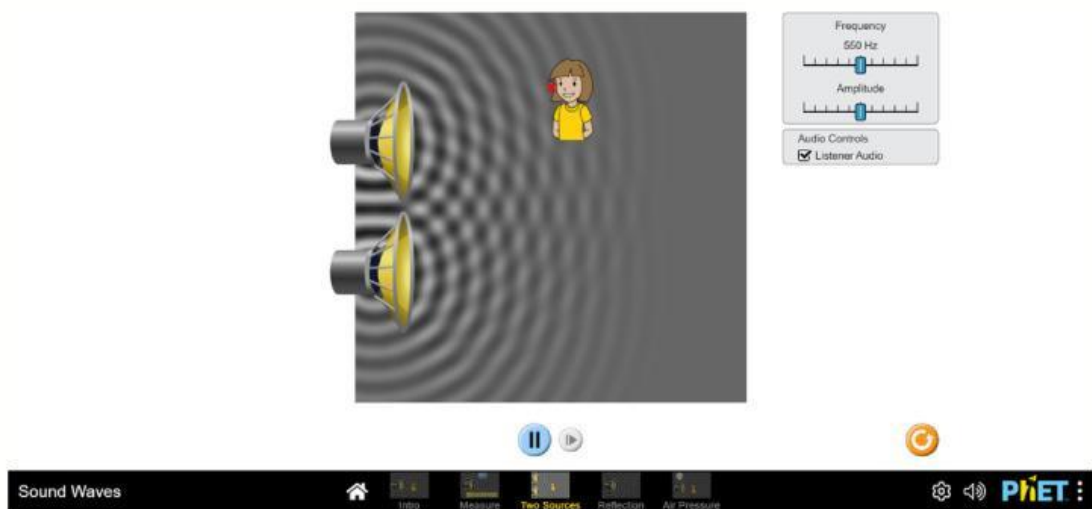 Frequency
550 Hz
Amplitude
Audio Controls
Listener Audio
Sound Waves
Intro
Measure
Two Sources
Reflection
Air Pressure
PhET